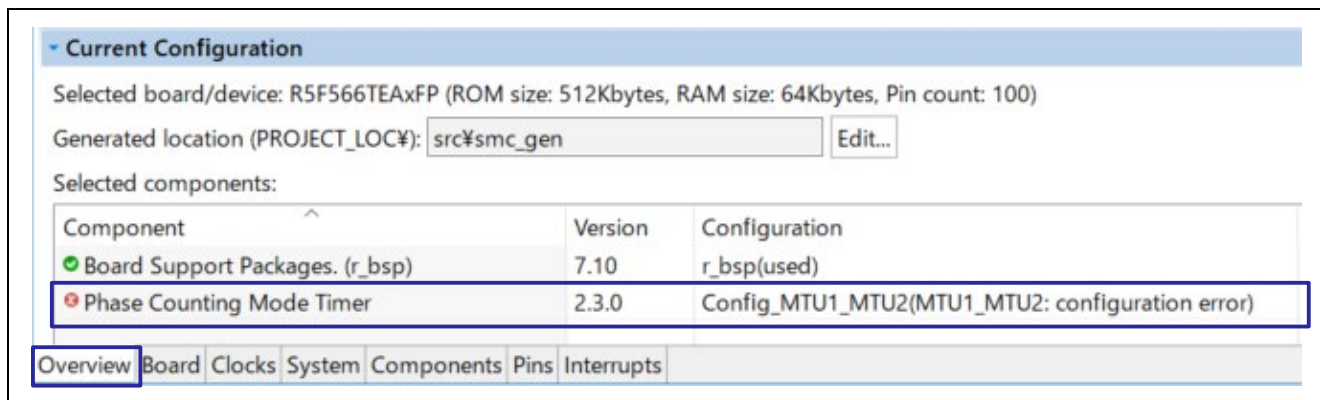 Current Configuration
Selected board/device: R5F566TEAxFP (ROM size: 512Kbytes, RAM size: 64Kbytes, Pin count: 100)
Generated location (PROJECT_LOC¥): src¥smc_gen Edit...
Selected components:
Component Version Configuration
Board Support Packages. (r_bsp) 7.10 r_bsp(used)
Phase Counting Mode Timer 2.3.0 Config_MTU1_MTU2(MTU1_MTU2: configuration error)
Overview Board Clocks System Components Pins Interrupts